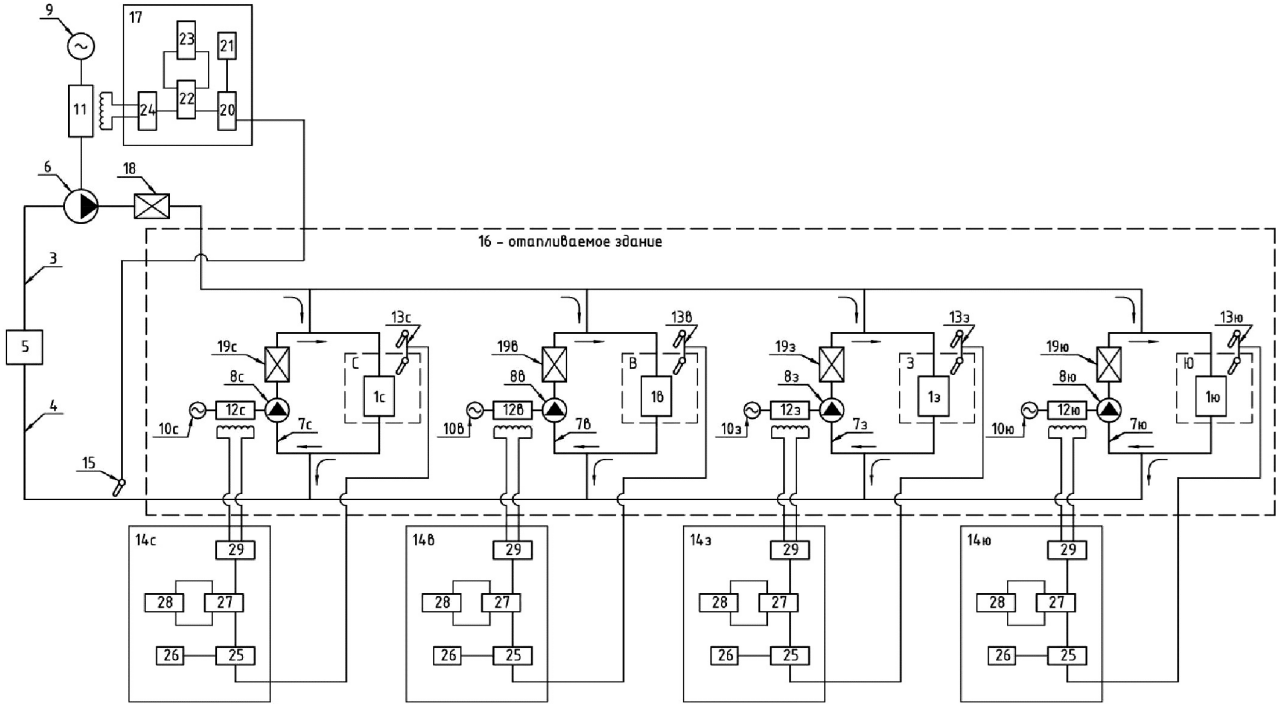 9
17
23
21
11
24
22
20
6
18
16 - отапливаемое здание
3
5
4
15
13с
19с
С
8с
1с
12с
10с
7с
13в
19в
В
8в
1в
12в
10в
7в
13з
19з
З
8з
1з
12з
10з
7з
13ю
19ю
Ю
8ю
1ю
12ю
10ю
7ю
14с
29
28
27
26
25
14в
29
28
27
26
25
14з
29
28
27
26
25
14ю
29
28
27
26
25